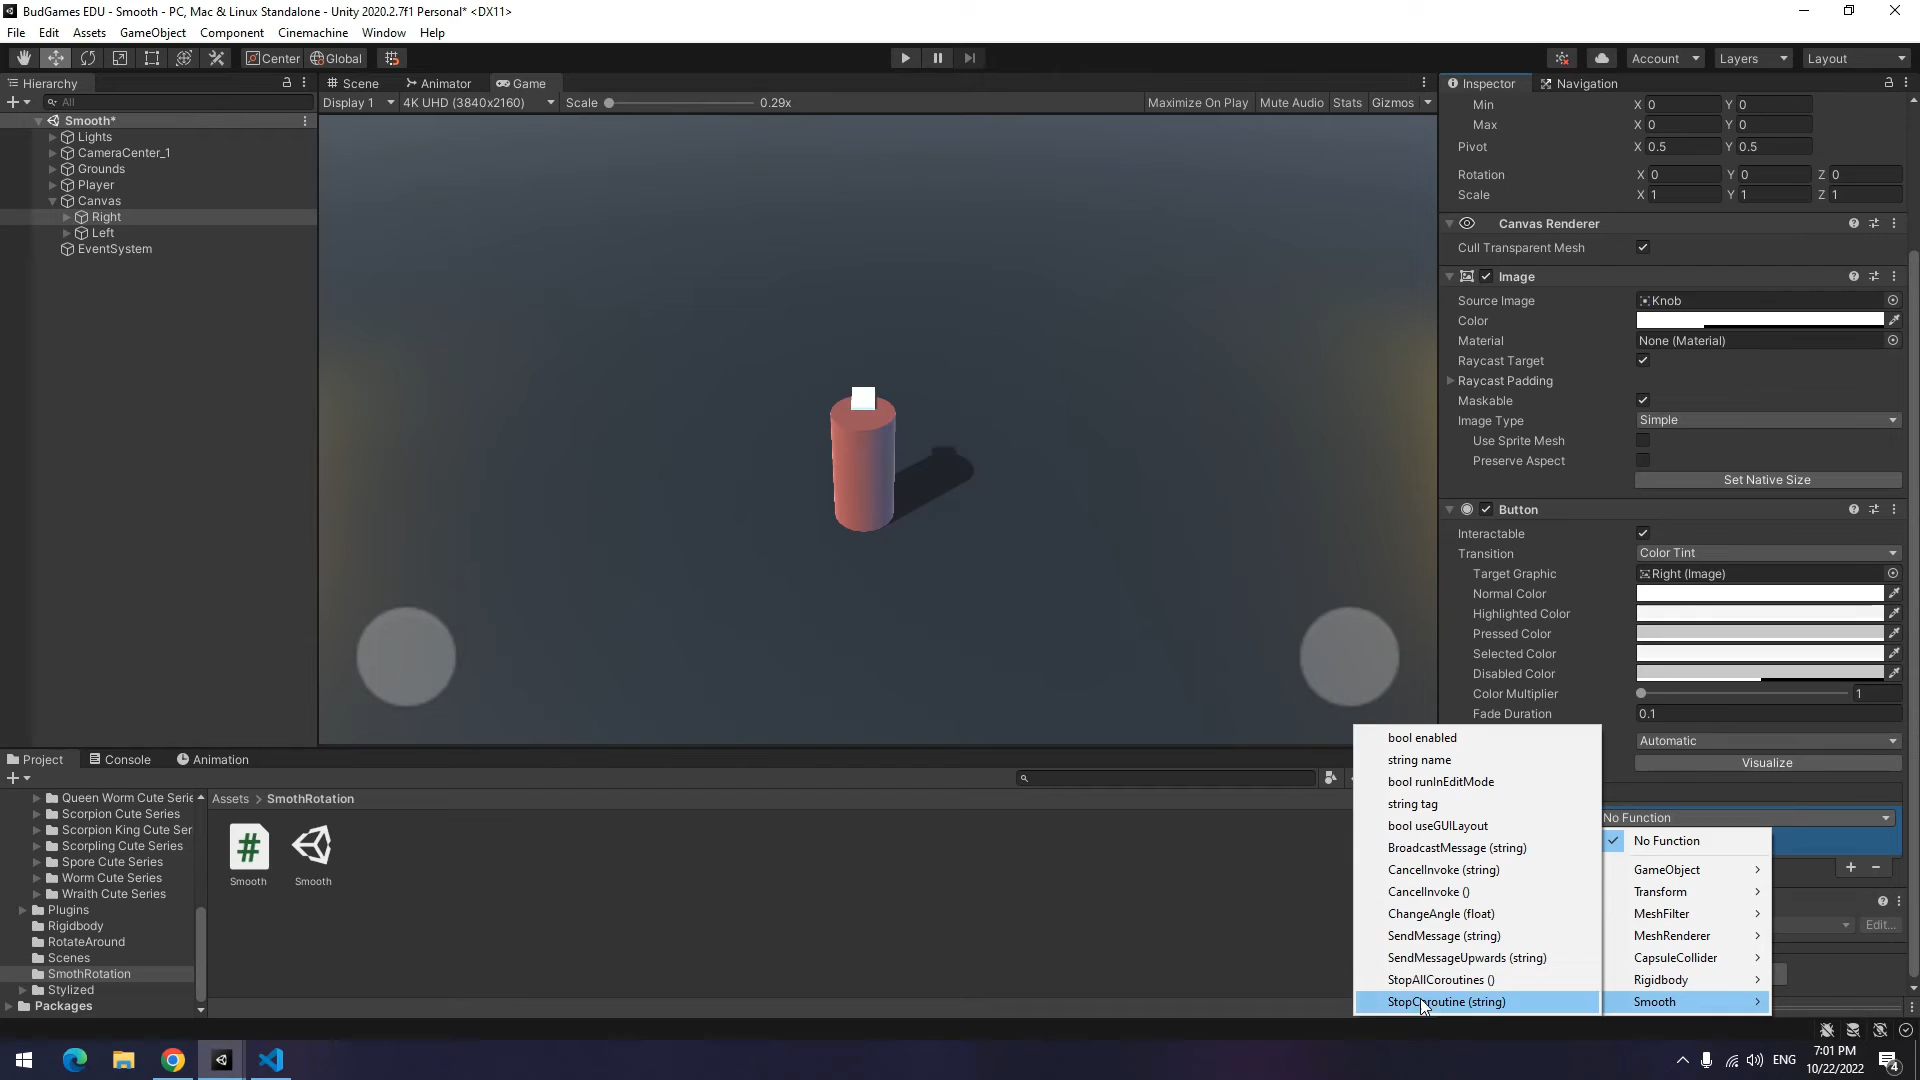 BudGames EDU - Smooth - PC, Mac & Linux Standalone - Unity 2020.2.7f1 Personal* <DX11>
File Edit Assets GameObject Component Cinemachine Window Help
Center Global Account Layers Layout
Hierarchy Scene Animator Game Inspector Navigation
All Display 1 4K UHD (3840x2160) Scale 0.29x Maximize On Play Mute Audio Stats Gizmos
Smooth*
Lights
CameraCenter_1
Grounds
Player
Canvas
Right
Left
EventSystem
Min X 0 Y 0
Max X 0 Y 0
Pivot X 0.5 Y 0.5
Rotation X 0 Y 0 Z 0
Scale X 1 Y 1 Z 1
Canvas Renderer
Cull Transparent Mesh
Image
Source Image Knob
Color
Material None (Material)
Raycast Target
Raycast Padding
Maskable
Image Type Simple
Use Sprite Mesh
Preserve Aspect
Set Native Size
Button
Interactable
Transition Color Tint
Target Graphic Right (Image)
Normal Color
Highlighted Color
Pressed Color
Selected Color
Disabled Color
Color Multiplier 1
Fade Duration 0.1
Automatic
Visualize
No Function
Edit...
bool enabled
string name
bool runInEditMode
string tag
bool useGUILayout
BroadcastMessage (string)
CancelInvoke (string)
CancelInvoke ()
ChangeAngle (float)
SendMessage (string)
SendMessageUpwards (string)
StopAllCoroutines ()
StopCoroutine (string)
No Function
GameObject
Transform
MeshFilter
MeshRenderer
CapsuleCollider
Rigidbody
Smooth
Project Console Animation
Queen Worm Cute Serie
Scorpion Cute Series
Scorpion King Cute Ser
Scorpling Cute Series
Spore Cute Series
Worm Cute Series
Wraith Cute Series
Plugins
Rigidbody
RotateAround
Scenes
SmothRotation
Stylized
Packages
Assets > SmothRotation
Smooth Smooth
ENG
7:01 PM
10/22/2022
4